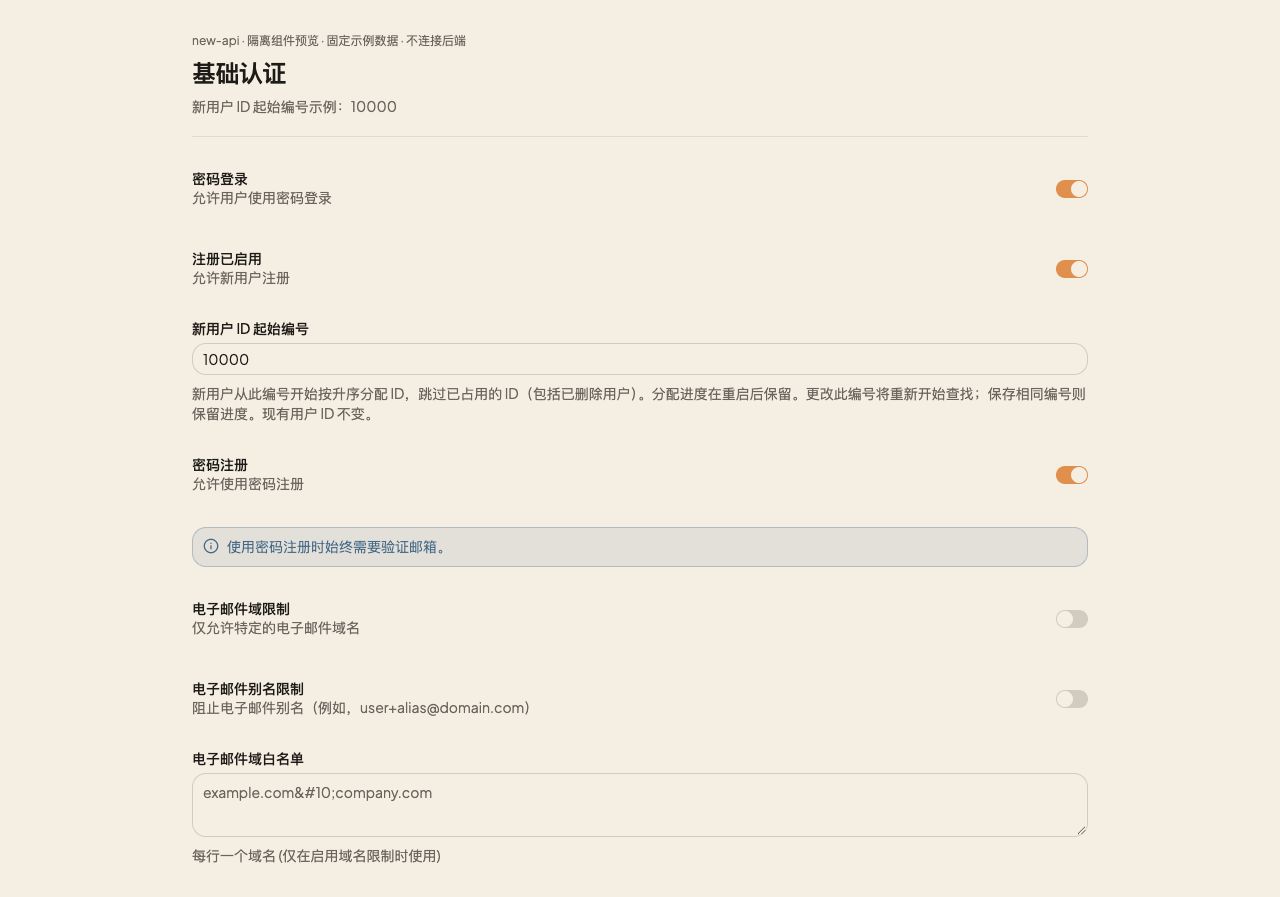 new-api · 隔离组件预览 · 固定示例数据 · 不连接后端
基础认证
新用户 ID 起始编号示例：10000
密码登录
允许用户使用密码登录
注册已启用
允许新用户注册
新用户 ID 起始编号
10000
新用户从此编号开始按升序分配 ID，跳过已占用的 ID（包括已删除用户）。分配进度在重启后保留。更改此编号将重新开始查找；保存相同编号则
保留进度。现有用户 ID 不变。
密码注册
允许使用密码注册
使用密码注册时始终需要验证邮箱。
电子邮件域限制
仅允许特定的电子邮件域名
电子邮件别名限制
阻止电子邮件别名（例如，user+alias@domain.com）
电子邮件域白名单
example.com&#10;company.com
每行一个域名 (仅在启用域名限制时使用)